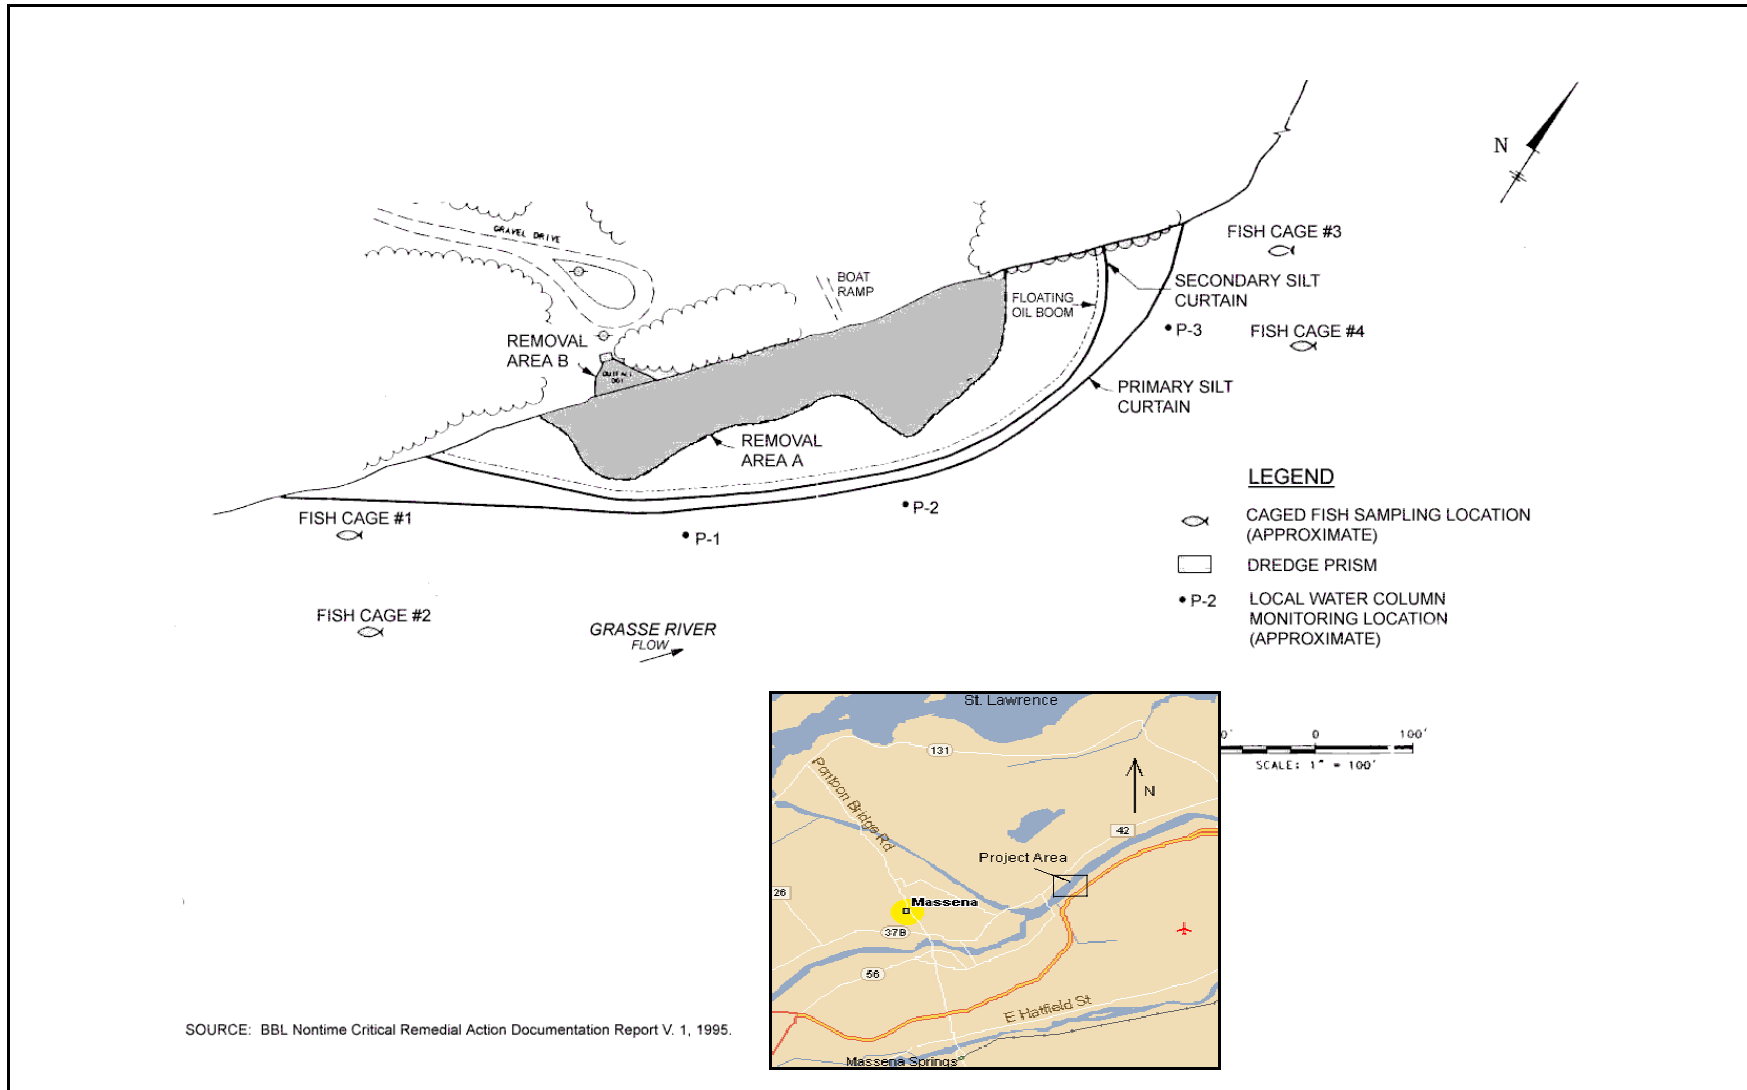 N
GRAVEL DRIVE
FISH CAGE #3
BOAT
RAMP
SECONDARY SILT
CURTAIN
FLOATING
OIL BOOM
P-3
FISH CAGE #4
REMOVAL
AREA B
OUTFALL
001
PRIMARY SILT
CURTAIN
REMOVAL
AREA A
LEGEND
P-2
FISH CAGE #1
P-1
CAGED FISH SAMPLING LOCATION
(APPROXIMATE)
DREDGE PRISM
P-2 LOCAL WATER COLUMN
MONITORING LOCATION
(APPROXIMATE)
FISH CAGE #2
GRASSE RIVER
FLOW
St. Lawrence
131
0' 0 100'
SCALE: 1" = 100'
Pontoon Bridge Rd
N
42
Project Area
26
Massena
37B
56
E Hatfield St
Massena Springs
SOURCE: BBL Nontime Critical Remedial Action Documentation Report V. 1, 1995.